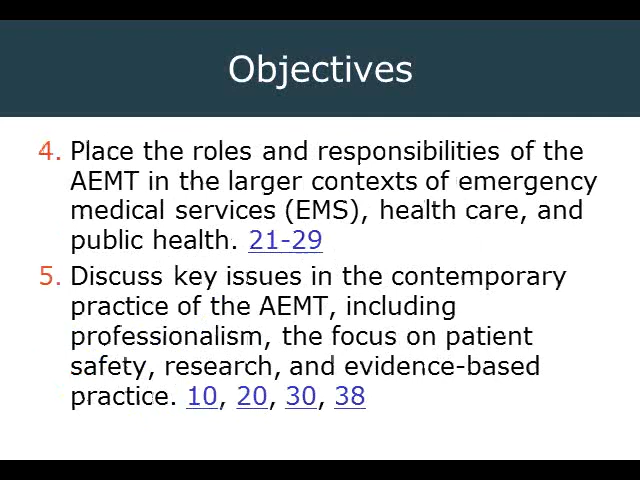 Objectives
4. Place the roles and responsibilities of the
AEMT in the larger contexts of emergency
medical services (EMS), health care, and
public health. 21-29
5. Discuss key issues in the contemporary
practice of the AEMT, including
professionalism, the focus on patient
safety, research, and evidence-based
practice. 10, 20, 30, 38